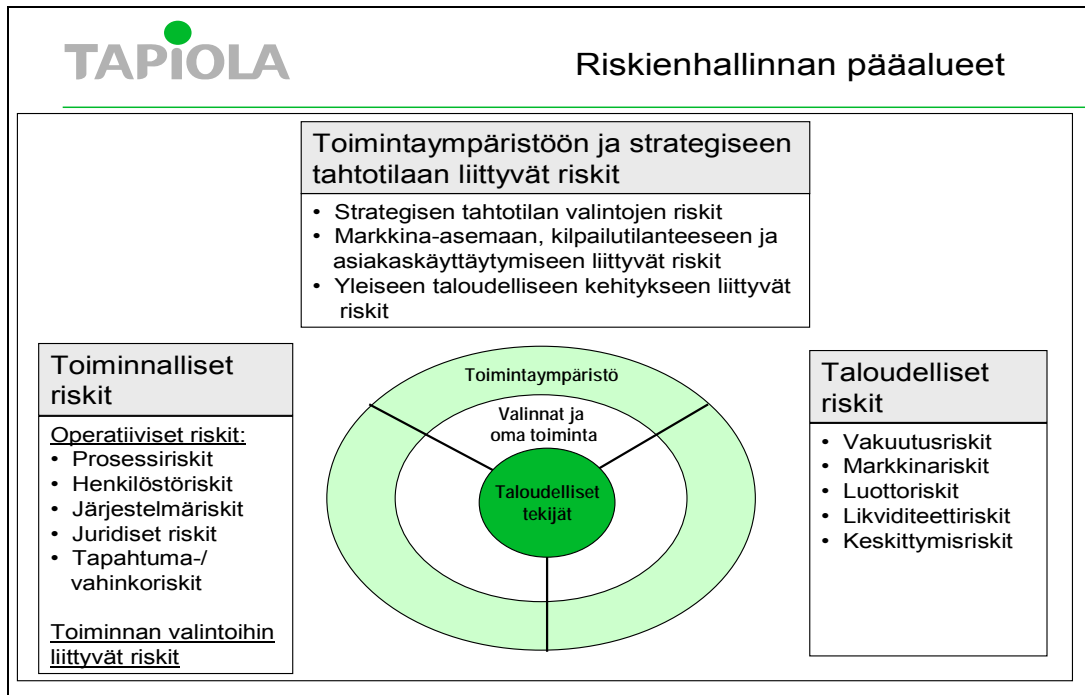 TAPIOLA
Riskienhallinnan pääalueet
Toimintaympäristöön ja strategiseen
tahtotilaan liittyvät riskit
• Strategisen tahtotilan valintojen riskit
• Markkina-asemaan, kilpailutilanteeseen ja
asiakaskäyttäytymiseen liittyvät riskit
• Yleiseen taloudelliseen kehitykseen liittyvät
riskit
Toiminnalliset
riskit
Operatiiviset riskit:
• Prosessiriskit
• Henkilöstöriskit
• Järjestelmäriskit
• Juridiset riskit
• Tapahtuma-/
vahinkoriskit
Toiminnan valintoihin
liittyvät riskit
Toimintaympäristö
Valinnat ja
oma toiminta
Taloudelliset
tekijät
Taloudelliset
riskit
• Vakuutusriskit
• Markkinariskit
• Luottoriskit
• Likviditeettiriskit
• Keskittymisriskit